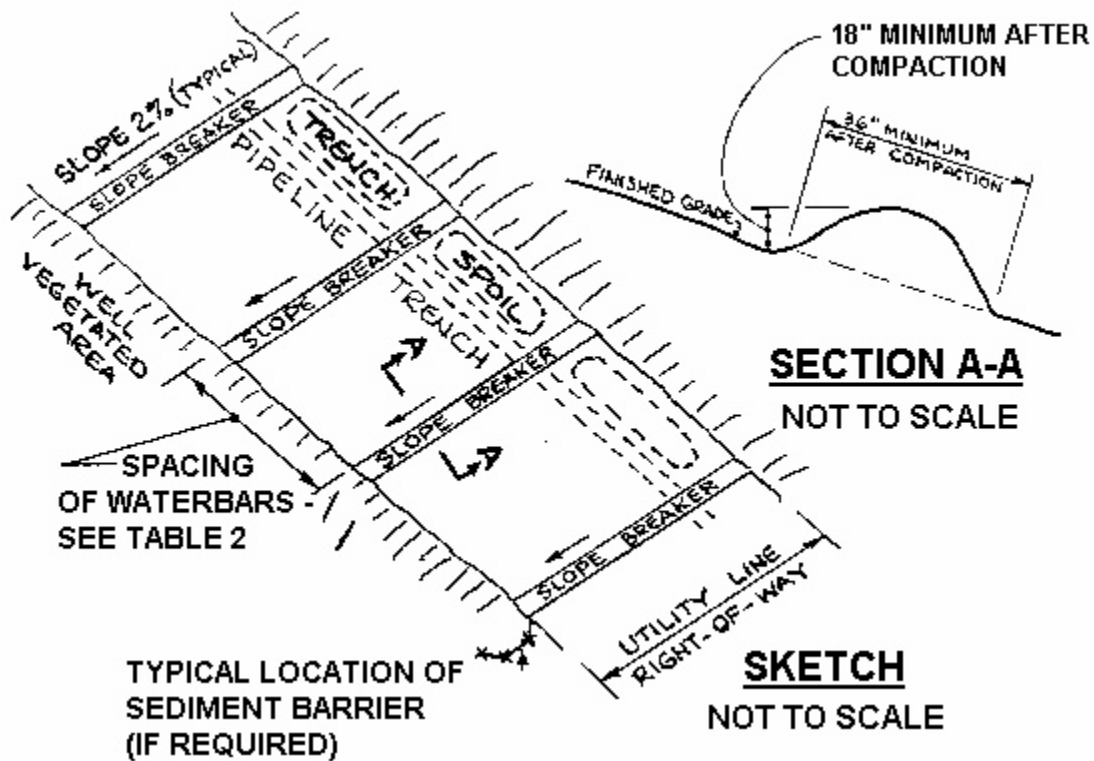 18" MINIMUM AFTER
COMPACTION
36" MINIMUM
AFTER COMPACTION
FINISHED GRADE
SECTION A-A
NOT TO SCALE
SLOPE 2% (TYPICAL)
SLOPE BREAKER
TRENCH
PIPELINE
SLOPE BREAKER
SPOIL
TRENCH
WELL
VEGETATED
AREA
A
SLOPE BREAKER
A
SLOPE BREAKER
SPACING
OF WATERBARS -
SEE TABLE 2
UTILITY LINE
RIGHT-OF-WAY
TYPICAL LOCATION OF
SEDIMENT BARRIER
(IF REQUIRED)
SKETCH
NOT TO SCALE